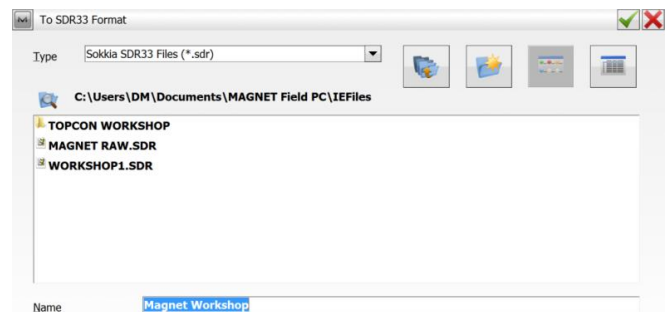 To SDR33 Format
Type
Sokkia SDR33 Files (*.sdr)
C:\Users\DM\Documents\MAGNET Field PC\IEFiles
TOPCON WORKSHOP
MAGNET RAW.SDR
WORKSHOP1.SDR
Name
Magnet Workshop